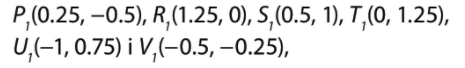 P₁(0.25, −0.5), R₁(1.25, 0), S₁(0.5, 1), T₁(0, 1.25),
U₁(−1, 0.75) i V₁(−0.5, −0.25),